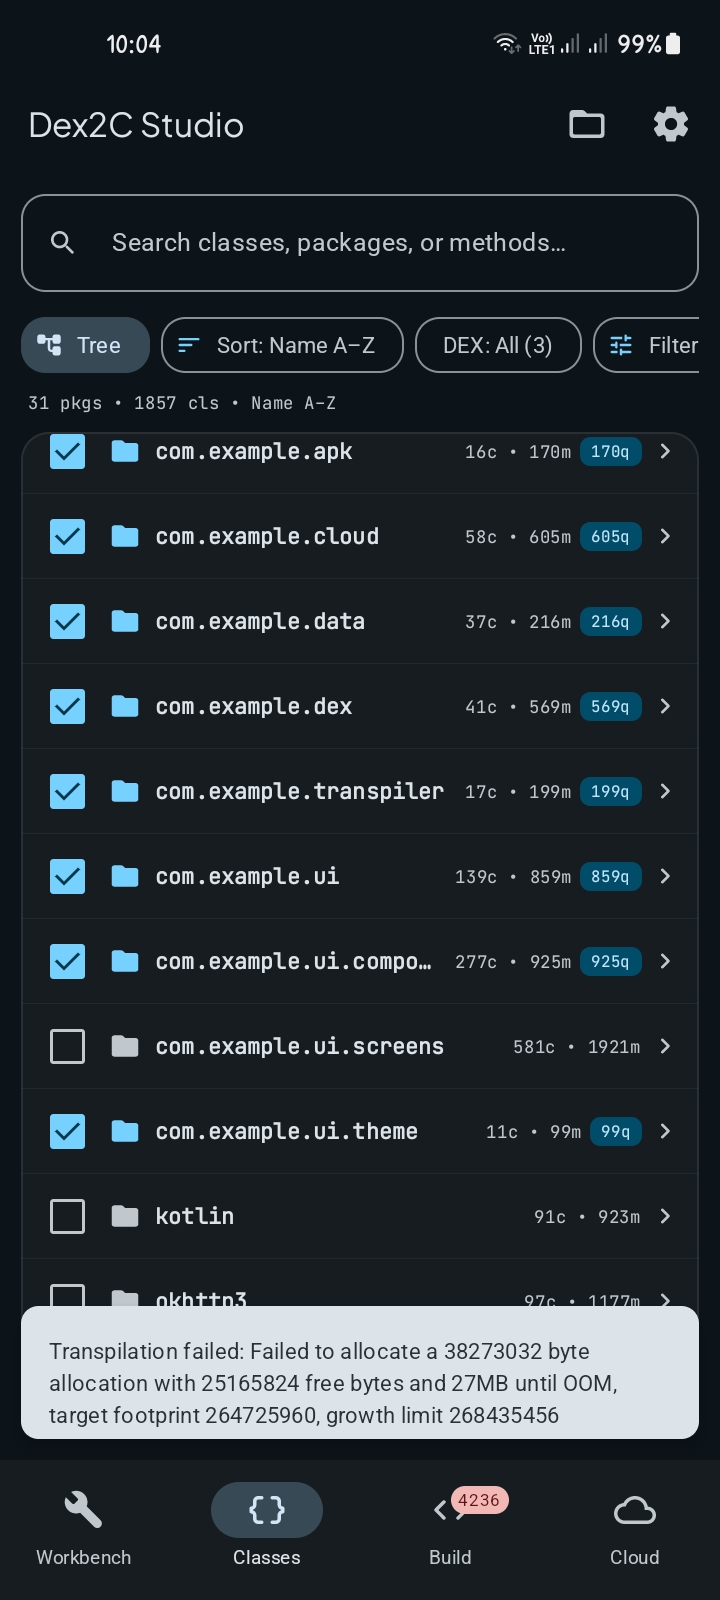 10:04
Vo))
LTE1
99%
Dex2C Studio
Search classes, packages, or methods…
Tree
Sort: Name A–Z
DEX: All (3)
Filter
31 pkgs • 1857 cls • Name A–Z
com.example.apk 16c • 170m 170q
com.example.cloud 58c • 605m 605q
com.example.data 37c • 216m 216q
com.example.dex 41c • 569m 569q
com.example.transpiler 17c • 199m 199q
com.example.ui 139c • 859m 859q
com.example.ui.compo… 277c • 925m 925q
com.example.ui.screens 581c • 1921m
com.example.ui.theme 11c • 99m 99q
kotlin 91c • 923m
okhttp3 97c • 1177m
Transpilation failed: Failed to allocate a 38273032 byte
allocation with 25165824 free bytes and 27MB until OOM,
target footprint 264725960, growth limit 268435456
4236
Workbench
Classes
Build
Cloud